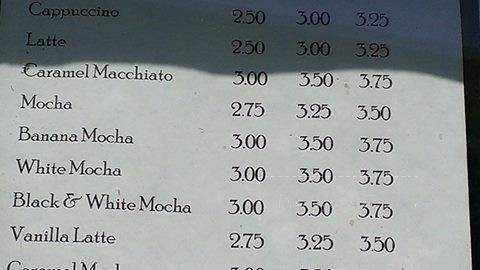 Cappuccino 2.50 3.00 3.25
Latte 2.50 3.00 3.25
Caramel Macchiato 3.00 3.50 3.75
Mocha 2.75 3.25 3.50
Banana Mocha 3.00 3.50 3.75
White Mocha 3.00 3.50 3.75
Black & White Mocha 3.00 3.50 3.75
Vanilla Latte 2.75 3.25 3.50
Caramel